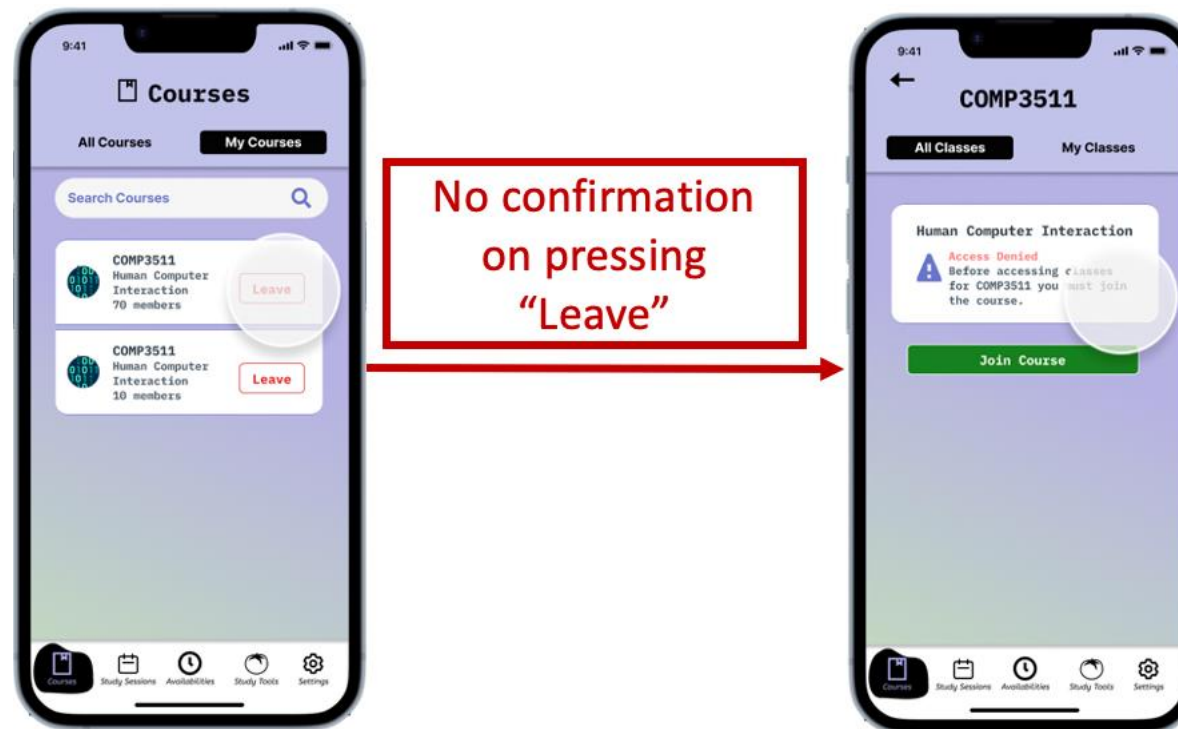 9:41
Courses
All Courses My Courses
Search Courses
COMP3511
Human Computer
Interaction
70 members
Leave
COMP3511
Human Computer
Interaction
10 members
Leave
Courses Study Sessions Availabilities Study Tools Settings
No confirmation
on pressing
“Leave”
9:41
COMP3511
All Classes My Classes
Human Computer Interaction
Access Denied
Before accessing classes
for COMP3511 you must join
the course.
Join Course
Courses Study Sessions Availabilities Study Tools Settings